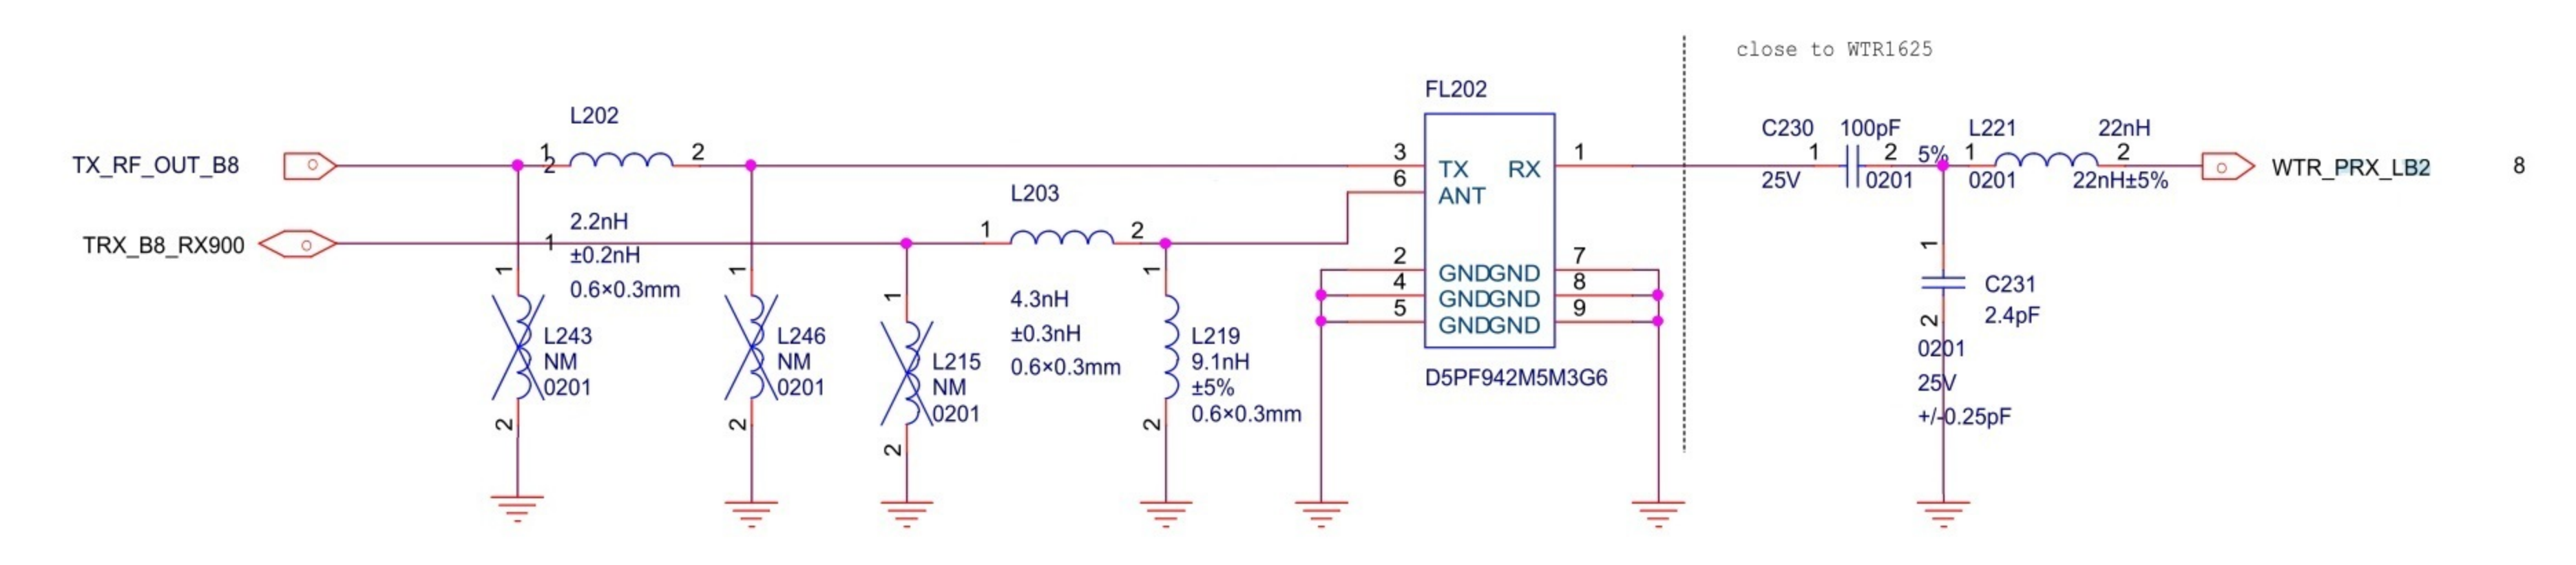 close to WTR1625
FL202
L202
C230
100pF
L221
22nH
TX_RF_OUT_B8
1
2
2
3
TX
RX
1
1
2
5%
1
2
WTR_PRX_LB2
8
6
ANT
25V
0201
0201
22nH±5%
L203
2.2nH
TRX_B8_RX900
1
1
2
±0.2nH
0.6×0.3mm
2
GNDGND
7
4
GNDGND
8
5
GNDGND
9
1
1
1
1
1
4.3nH
±0.3nH
0.6×0.3mm
L243
NM
0201
L246
NM
0201
L215
NM
0201
L219
9.1nH
±5%
0.6×0.3mm
D5PF942M5M3G6
C231
2.4pF
2
0201
25V
+/-0.25pF
2
2
2
2